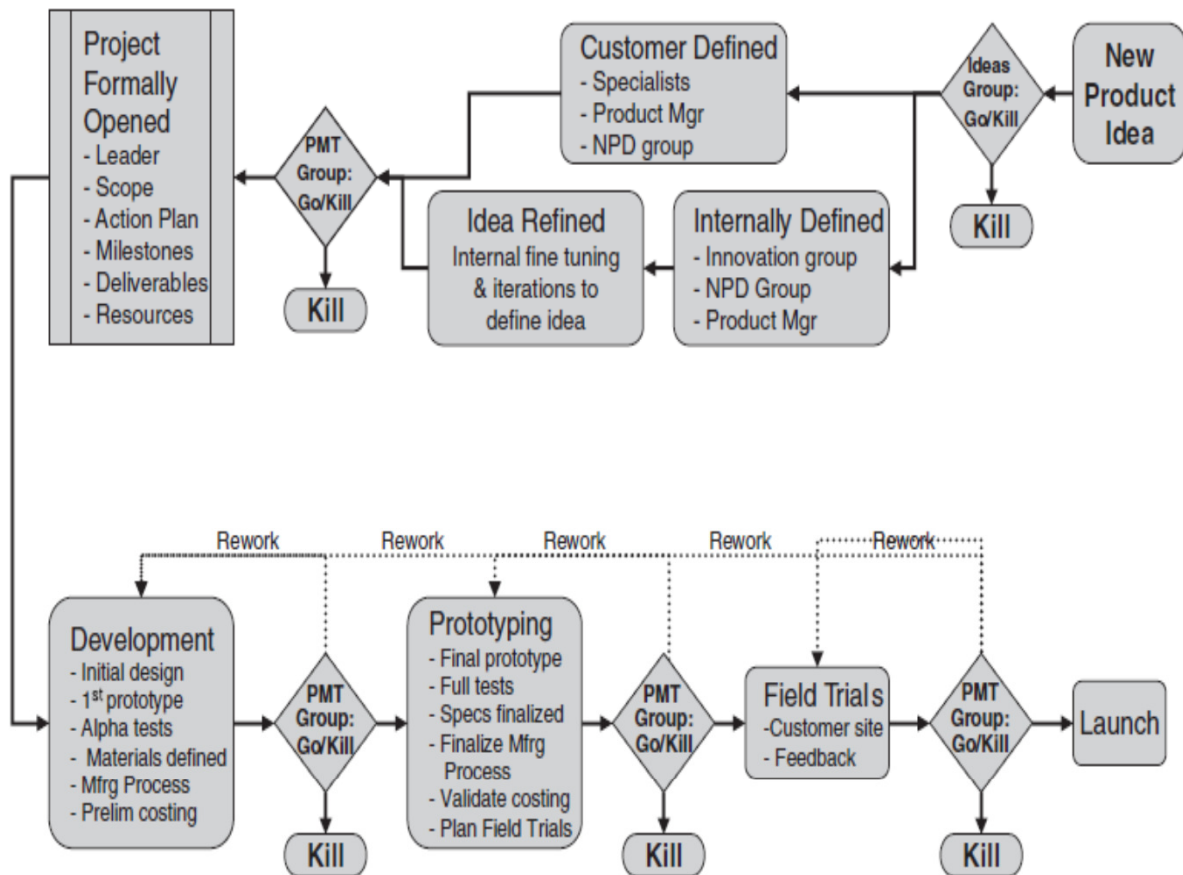 New
Product
Idea
Ideas
Group:
Go/Kill
Kill
Customer Defined
- Specialists
- Product Mgr
- NPD group
Internally Defined
- Innovation group
- NPD Group
- Product Mgr
Idea Refined
Internal fine tuning
& iterations to
define idea
PMT
Group:
Go/Kill
Kill
Project
Formally
Opened
- Leader
- Scope
- Action Plan
- Milestones
- Deliverables
- Resources
Rework
Rework
Rework
Rework
Rework
Development
- Initial design
- 1st prototype
- Alpha tests
- Materials defined
- Mfrg Process
- Prelim costing
PMT
Group:
Go/Kill
Kill
Prototyping
- Final prototype
- Full tests
- Specs finalized
- Finalize Mfrg
Process
- Validate costing
- Plan Field Trials
PMT
Group:
Go/Kill
Kill
Field Trials
-Customer site
- Feedback
PMT
Group:
Go/Kill
Kill
Launch